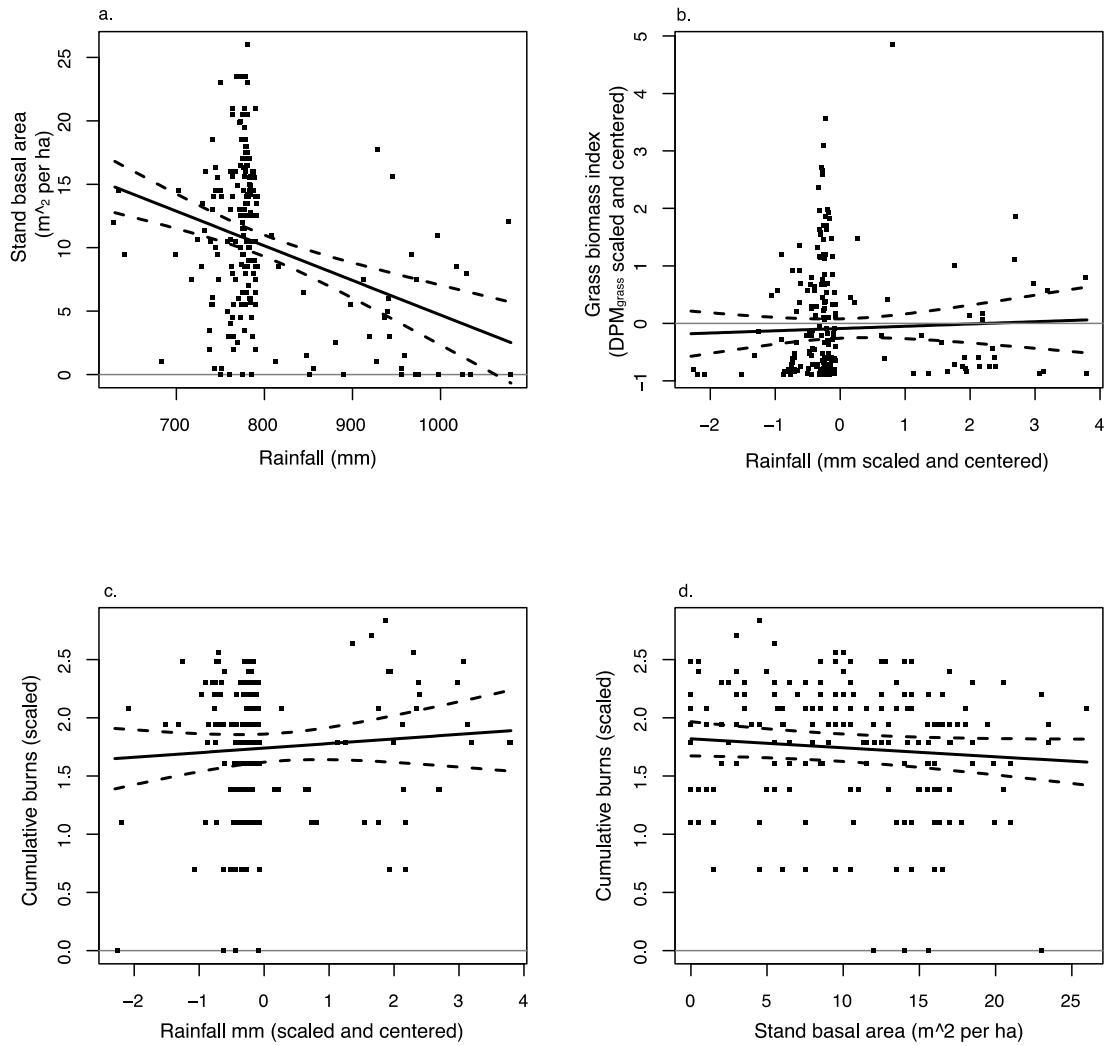 a.
Stand basal area
(m^2 per ha)
25
20
15
10
5
0
700 800 900 1000
Rainfall (mm)
b.
Grass biomass index
(DPMgrass scaled and centered)
5
4
3
2
1
0
−1
−2 −1 0 1 2 3 4
Rainfall (mm scaled and centered)
c.
Cumulative burns (scaled)
2.5
2.0
1.5
1.0
0.5
0.0
−2 −1 0 1 2 3 4
Rainfall mm (scaled and centered)
d.
Cumulative burns (scaled)
2.5
2.0
1.5
1.0
0.5
0.0
0 5 10 15 20 25
Stand basal area (m^2 per ha)